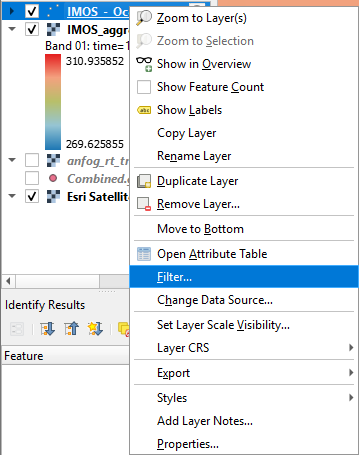 IMOS - Oc
IMOS_aggre
Band 01: time=1
310.935852
269.625855
anfog_rt_tr
Combined.
Esri Satellite
Identify Results
Feature
Zoom to Layer(s)
Zoom to Selection
Show in Overview
Show Feature Count
abc Show Labels
Copy Layer
Rename Layer
Duplicate Layer
Remove Layer...
Move to Bottom
Open Attribute Table
Filter...
Change Data Source...
Set Layer Scale Visibility...
Layer CRS
Export
Styles
Add Layer Notes...
Properties...